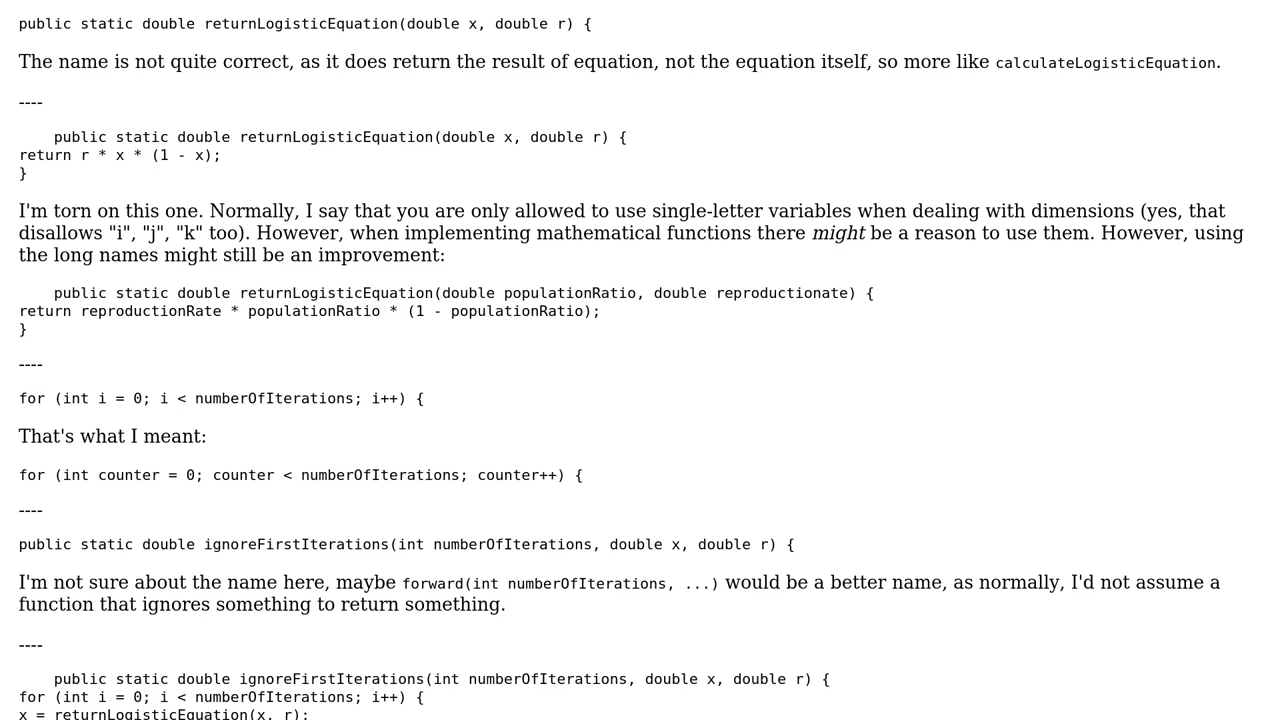 public static double returnLogisticEquation(double x, double r) {
The name is not quite correct, as it does return the result of equation, not the equation itself, so more like calculateLogisticEquation.
----
public static double returnLogisticEquation(double x, double r) {
return r * x * (1 - x);
}
I'm torn on this one. Normally, I say that you are only allowed to use single-letter variables when dealing with dimensions (yes, that
disallows "i", "j", "k" too). However, when implementing mathematical functions there might be a reason to use them. However, using
the long names might still be an improvement:
public static double returnLogisticEquation(double populationRatio, double reproductionate) {
return reproductionRate * populationRatio * (1 - populationRatio);
}
----
for (int i = 0; i < numberOfIterations; i++) {
That's what I meant:
for (int counter = 0; counter < numberOfIterations; counter++) {
----
public static double ignoreFirstIterations(int numberOfIterations, double x, double r) {
I'm not sure about the name here, maybe forward(int numberOfIterations, ...) would be a better name, as normally, I'd not assume a
function that ignores something to return something.
----
public static double ignoreFirstIterations(int numberOfIterations, double x, double r) {
for (int i = 0; i < numberOfIterations; i++) {
x = returnLogisticEquation(x, r);